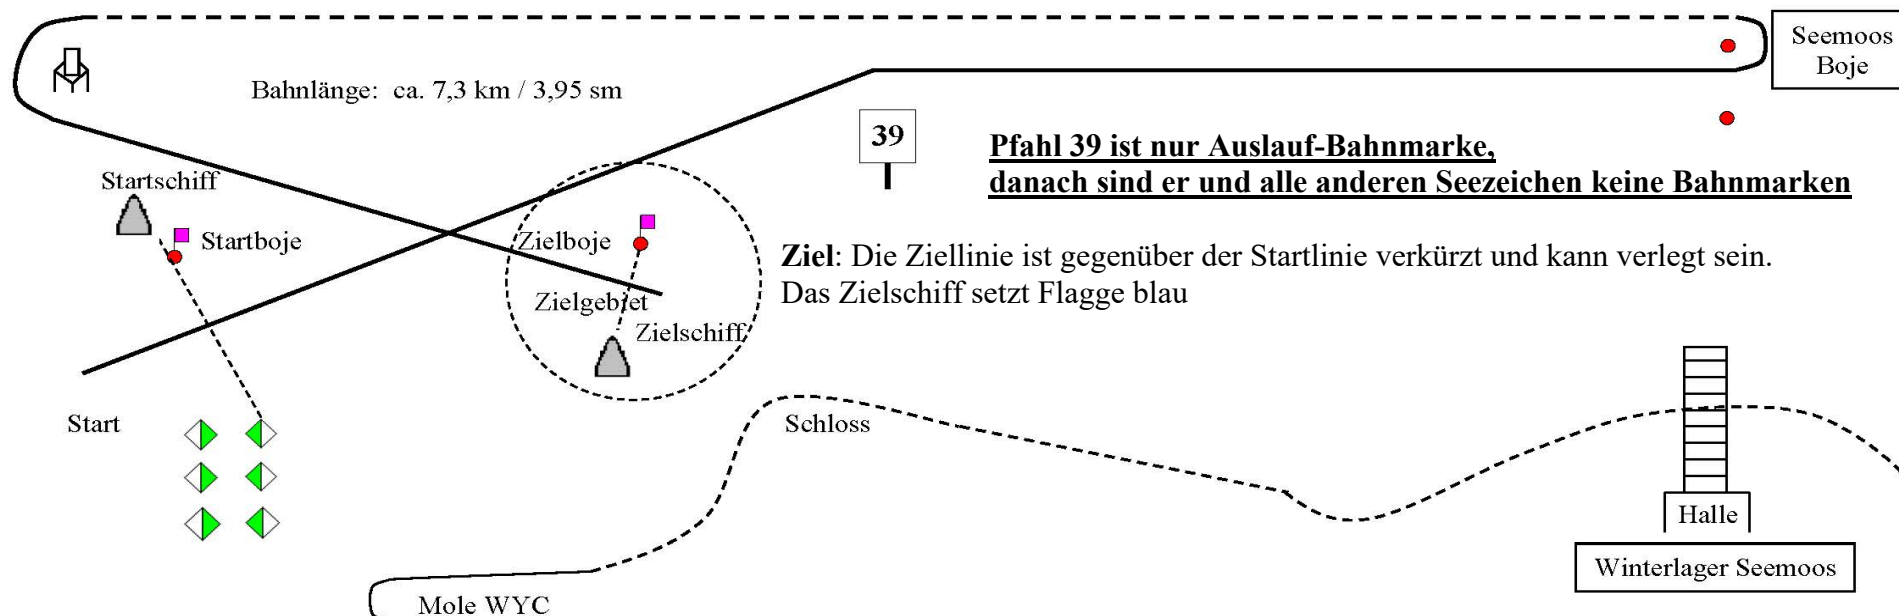 Seemoos
Boje
Bahnlänge: ca. 7,3 km / 3,95 sm
39
Pfahl 39 ist nur Auslauf-Bahnmarke,
danach sind er und alle anderen Seezeichen keine Bahnmarken
Startschiff
Startboje
Zielboje
Ziel: Die Ziellinie ist gegenüber der Startlinie verkürzt und kann verlegt sein.
Das Zielschiff setzt Flagge blau
Zielgebiet
Zielschiff
Start
Schloss
Halle
Winterlager Seemoos
Mole WYC